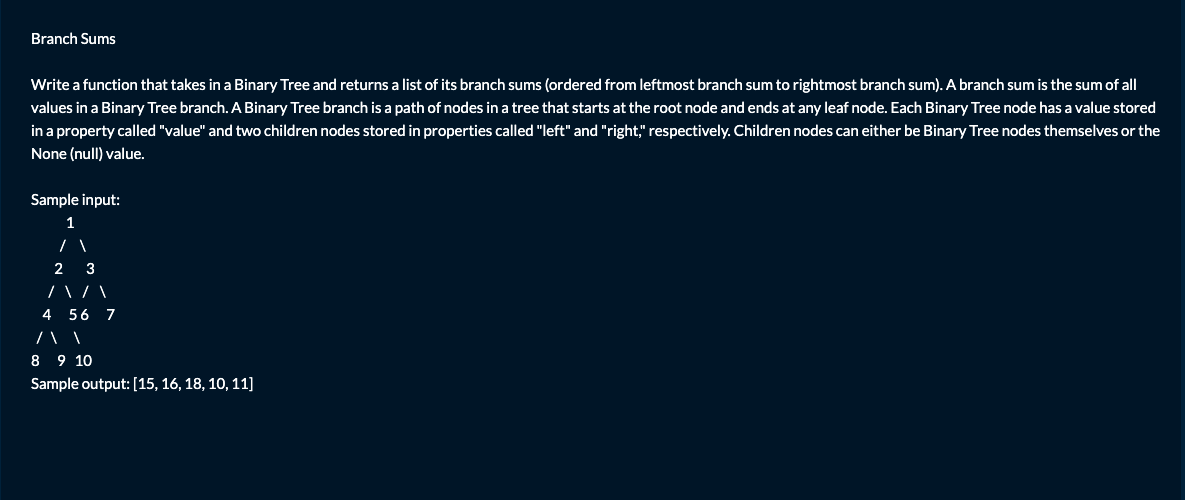 Branch Sums
Write a function that takes in a Binary Tree and returns a list of its branch sums (ordered from leftmost branch sum to rightmost branch sum). A branch sum is the sum of all
values in a Binary Tree branch. A Binary Tree branch is a path of nodes in a tree that starts at the root node and ends at any leaf node. Each Binary Tree node has a value stored
in a property called "value" and two children nodes stored in properties called "left" and "right," respectively. Children nodes can either be Binary Tree nodes themselves or the
None (null) value.
Sample input:
1
/ \
2 3
/ \ / \
4 5 6 7
/ \ \
8 9 10
Sample output: [15, 16, 18, 10, 11]